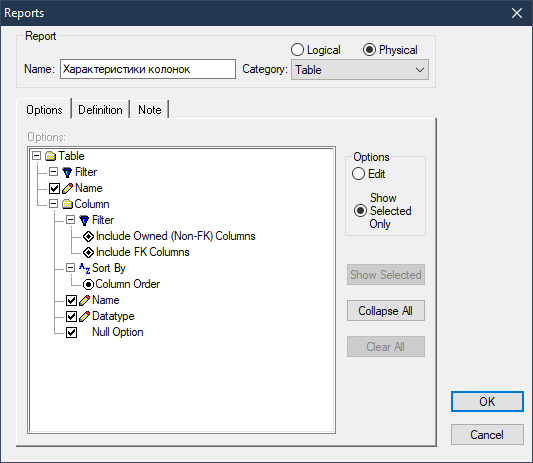 Reports
Report
Logical
Physical
Name:
Характеристики колонок
Category:
Table
Options
Definition
Note
Options:
Table
Filter
Name
Column
Filter
Include Owned (Non-FK) Columns
Include FK Columns
Sort By
Column Order
Name
Datatype
Null Option
Options
Edit
Show
Selected
Only
Show Selected
Collapse All
Clear All
OK
Cancel